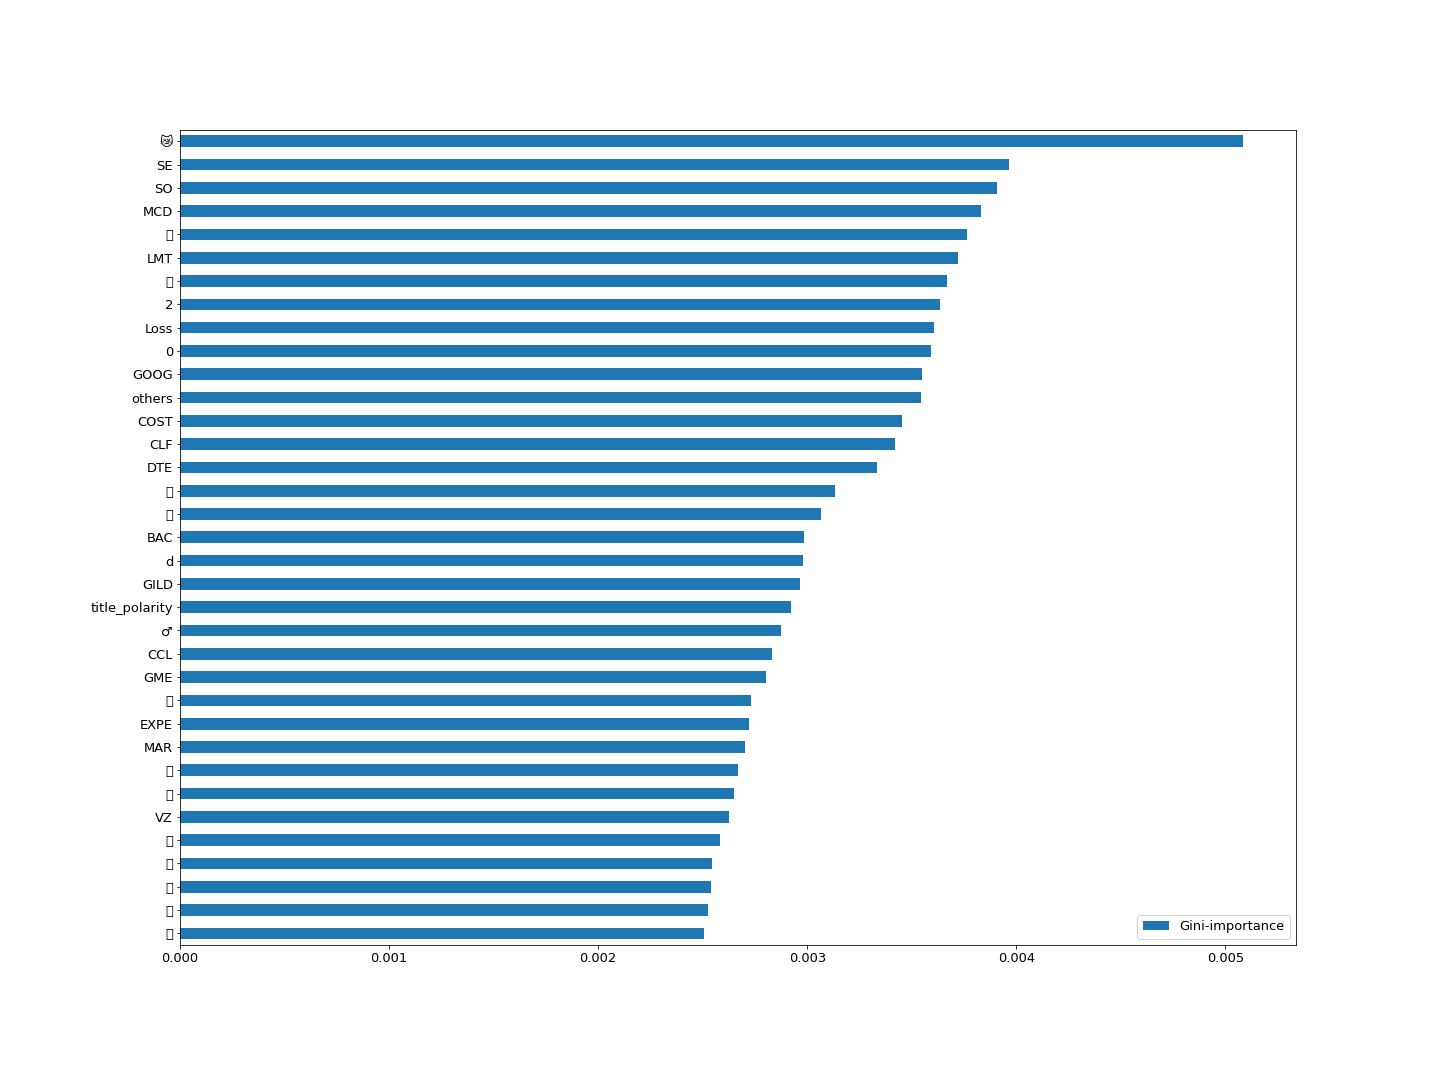 😿
SE
SO
MCD
LMT
2
Loss
0
GOOG
others
COST
CLF
DTE
BAC
d
GILD
title_polarity
♂
CCL
GME
EXPE
MAR
VZ
Gini-importance
0.000 0.001 0.002 0.003 0.004 0.005